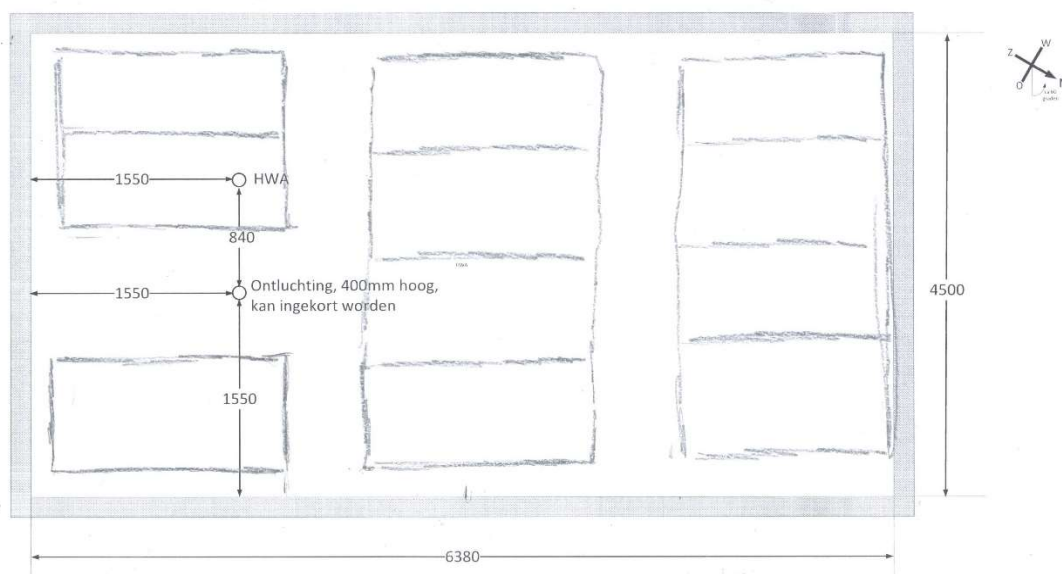 W
Z
N
O
1550
HWA
840
1550
Ontluchting, 400mm hoog,
kan ingekort worden
4500
1550
6380